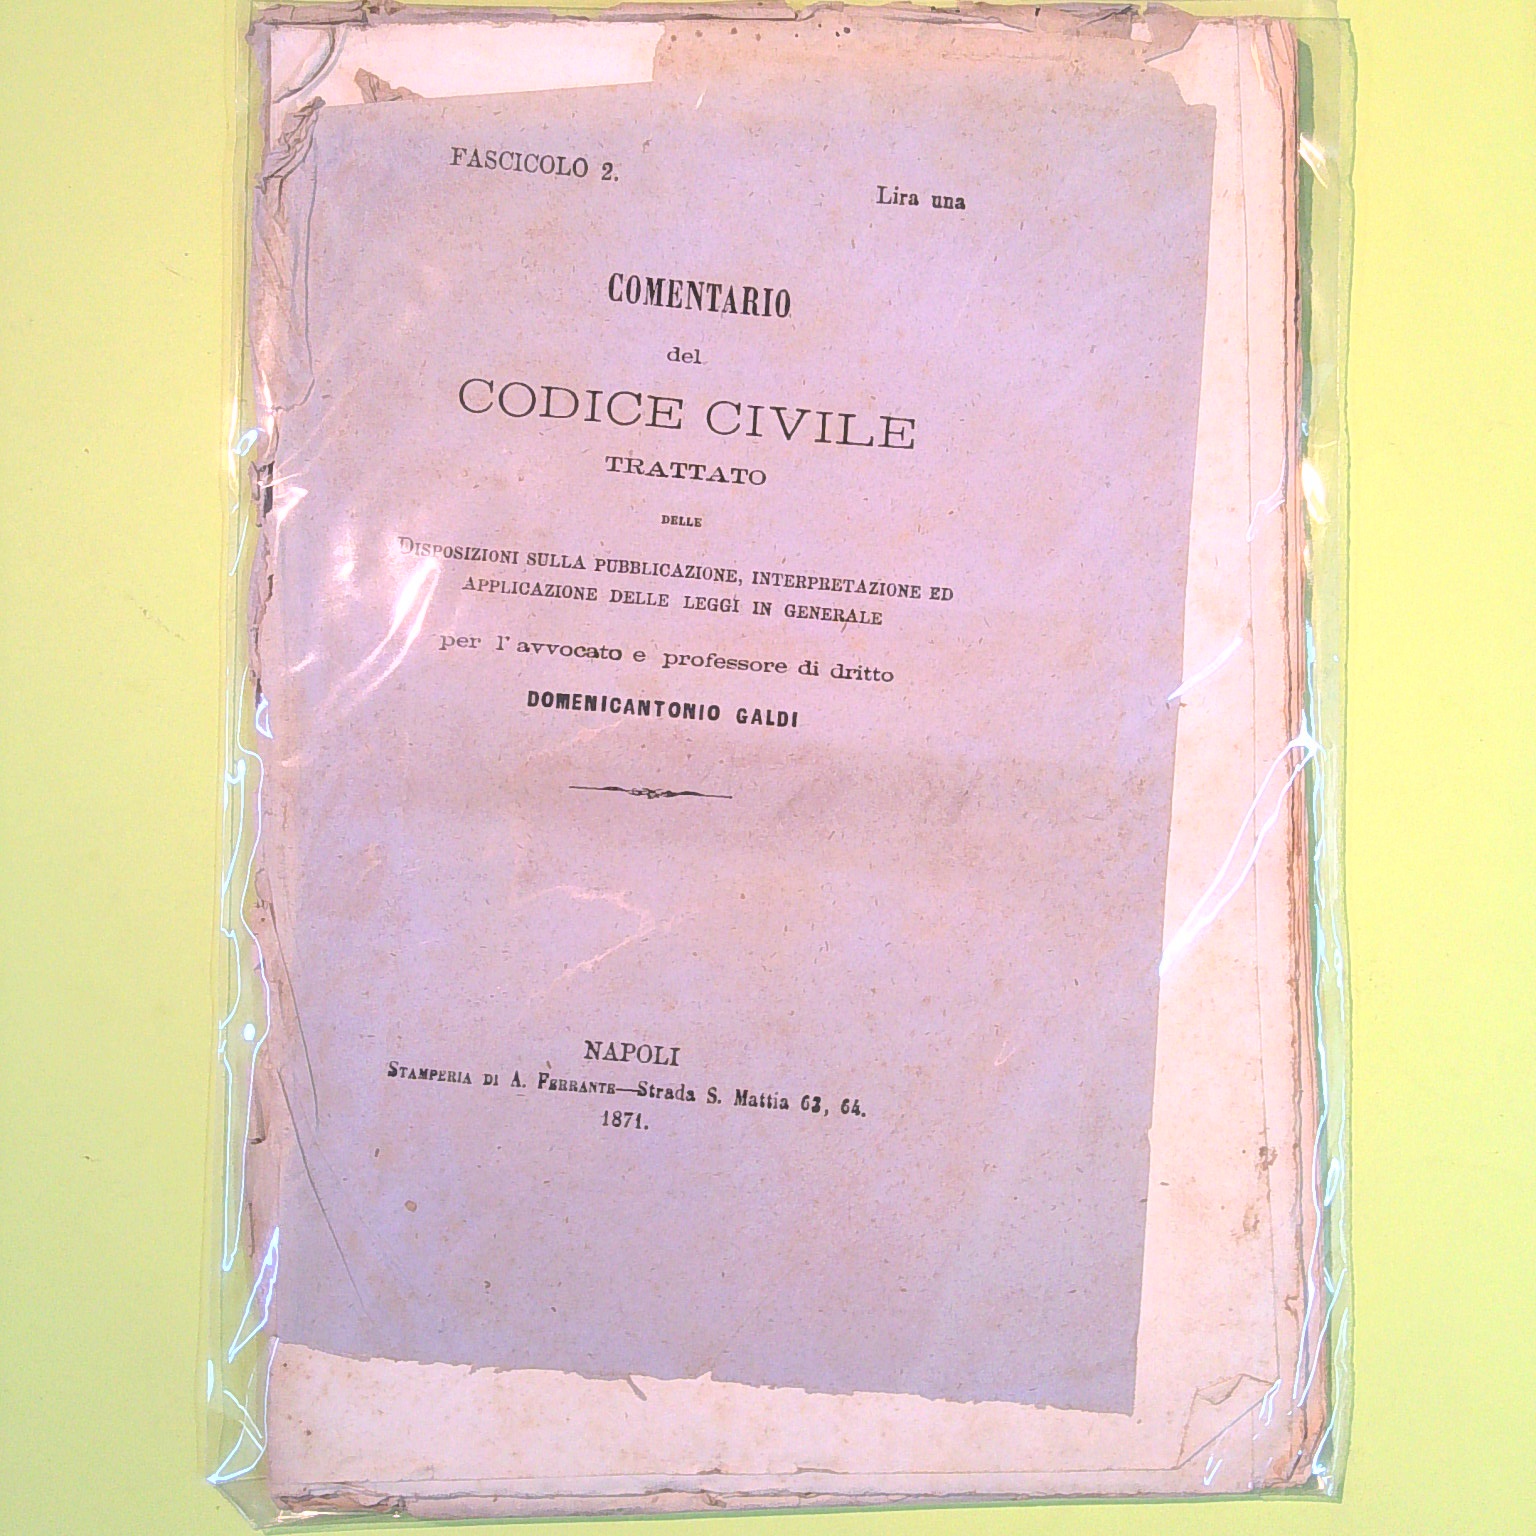 FASCICOLO 2.
Lira una
COMENTARIO
del
CODICE CIVILE
TRATTATO
DELLE
DISPOSIZIONI SULLA PUBBLICAZIONE, INTERPRETAZIONE ED
APPLICAZIONE DELLE LEGGI IN GENERALE
per l'avvocato e professore di dritto
DOMENICANTONIO GALDI
NAPOLI
STAMPERIA DI A. FERRANTE—Strada S. Mattia 63, 64.
1871.